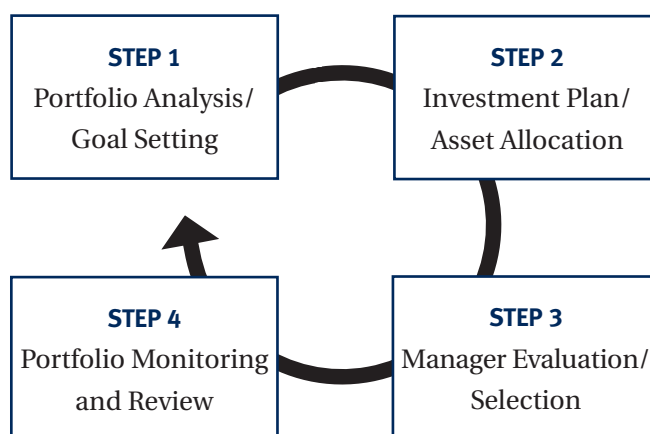 STEP 1
Portfolio Analysis/
Goal Setting
STEP 2
Investment Plan/
Asset Allocation
STEP 3
Manager Evaluation/
Selection
STEP 4
Portfolio Monitoring
and Review